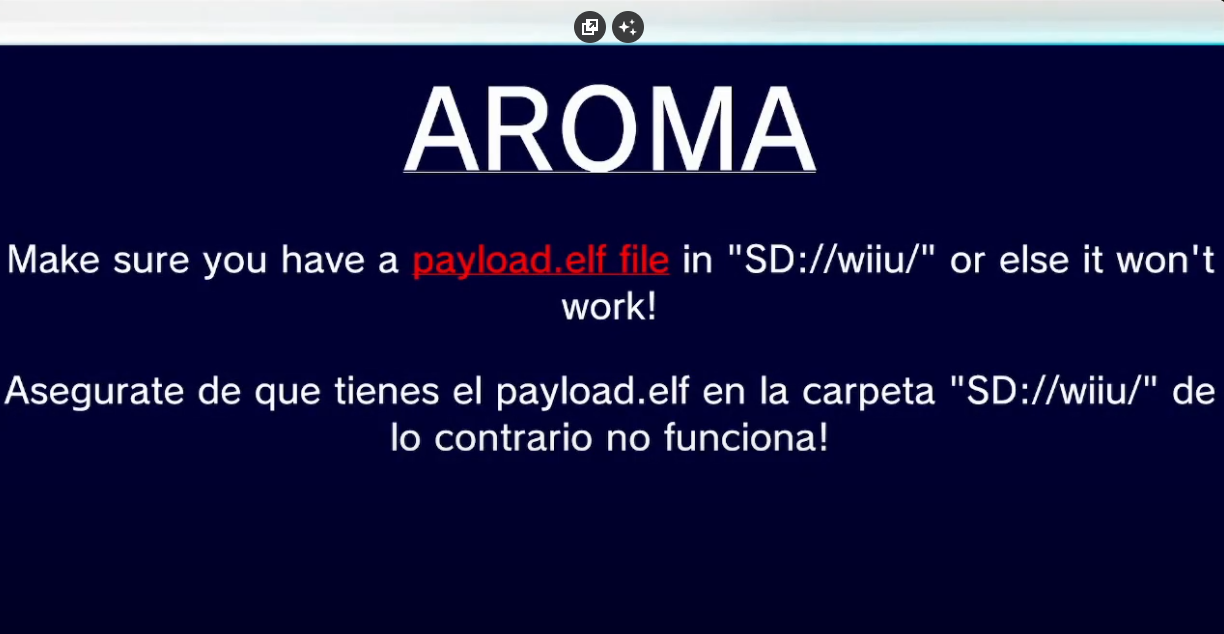 AROMA
Make sure you have a payload.elf file in "SD://wiiu/" or else it won't
work!
Asegurate de que tienes el payload.elf en la carpeta "SD://wiiu/" de
lo contrario no funciona!